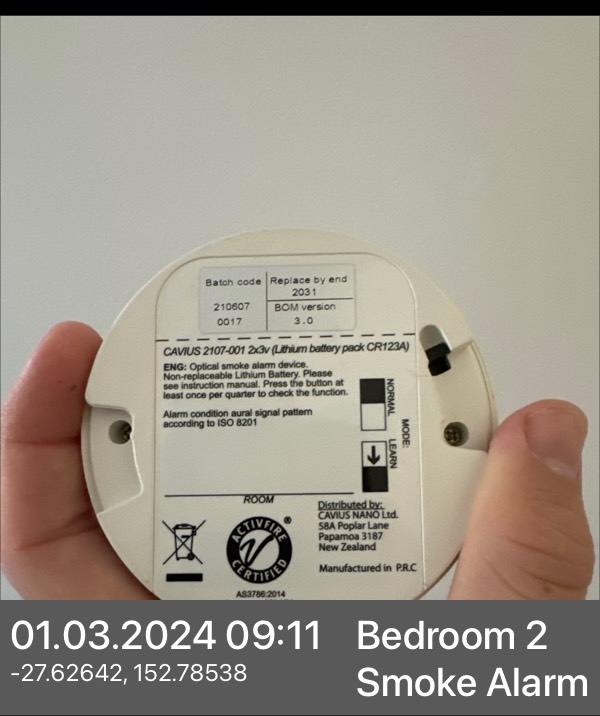 Batch code
210607
0017
Replace by end
2031
BOM version
3.0
CAVIUS 2107-001 2x3v (Lithium battery pack CR123A)
ENG: Optical smoke alarm device.
Non-replaceable Lithium Battery. Please
see instruction manual. Press the button at
least once per quarter to check the function.
Alarm condition aural signal pattern
according to ISO 8201
NORMAL
MODE:
LEARN
ROOM
ACTIVFIRE
®
CERTIFIED
AS3786:2014
Distributed by:
CAVIUS NANO Ltd.
58A Poplar Lane
Papamoa 3187
New Zealand
Manufactured in P.R.C
01.03.2024 09:11
-27.62642, 152.78538
Bedroom 2
Smoke Alarm